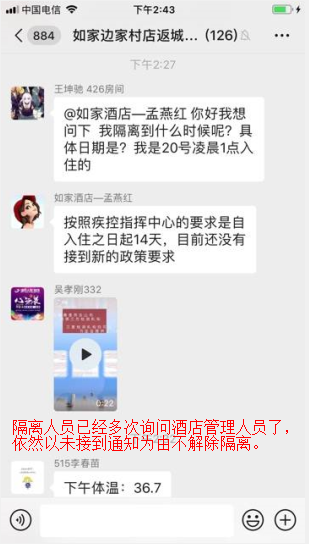 中国电信
下午2:43
884
如家边家村店返城... （126）
下午2:27
王坤驰 426房间
@如家酒店—孟燕红 你好我想
问下 我隔离到什么时候呢？具
体日期是？我是20号凌晨1点入
住的
如家酒店—孟燕红
按照疾控指挥中心的要求是自
入住之日起14天，目前还没有
接到新的政策要求
吴孝刚332
0:22
隔离人员已经多次询问酒店管理人员了，
依然以未接到通知为由不解除隔离。
515李春苗
下午体温：36.7